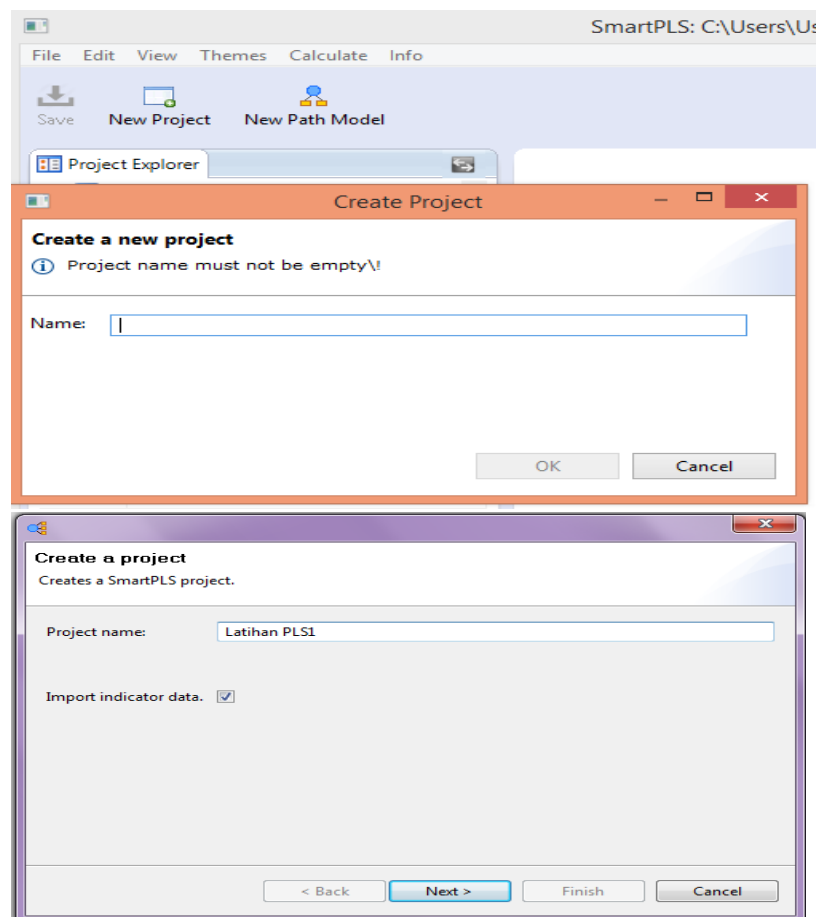 SmartPLS: C:\Users\Us
File Edit View Themes Calculate Info
Save New Project New Path Model
Project Explorer
Create Project
Create a new project
Project name must not be empty\!
Name:
OK Cancel
Create a project
Creates a SmartPLS project.
Project name: Latihan PLS1
Import indicator data.
< Back Next > Finish Cancel